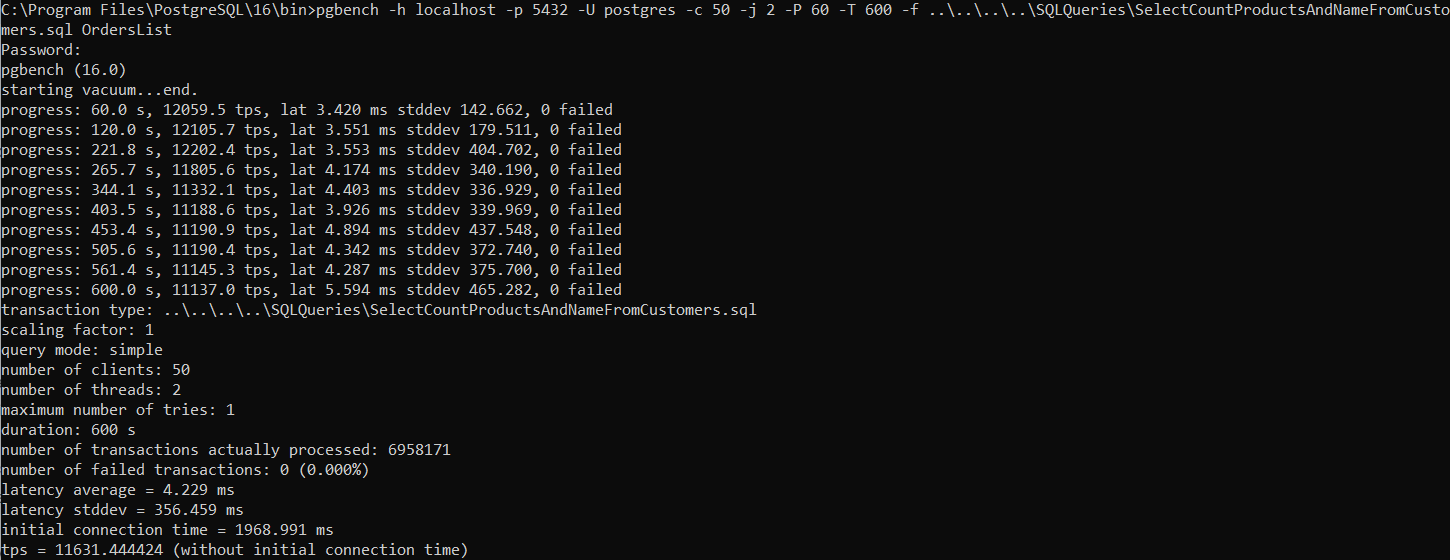 C:\Program Files\PostgreSQL\16\bin>pgbench -h localhost -p 5432 -U postgres -c 50 -j 2 -P 60 -T 600 -f ..\..\..\..\SQLQueries\SelectCountProductsAndNameFromCusto
mers.sql OrdersList
Password:
pgbench (16.0)
starting vacuum...end.
progress: 60.0 s, 12059.5 tps, lat 3.420 ms stddev 142.662, 0 failed
progress: 120.0 s, 12105.7 tps, lat 3.551 ms stddev 179.511, 0 failed
progress: 221.8 s, 12202.4 tps, lat 3.553 ms stddev 404.702, 0 failed
progress: 265.7 s, 11805.6 tps, lat 4.174 ms stddev 340.190, 0 failed
progress: 344.1 s, 11332.1 tps, lat 4.403 ms stddev 336.929, 0 failed
progress: 403.5 s, 11188.6 tps, lat 3.926 ms stddev 339.969, 0 failed
progress: 453.4 s, 11190.9 tps, lat 4.894 ms stddev 437.548, 0 failed
progress: 505.6 s, 11190.4 tps, lat 4.342 ms stddev 372.740, 0 failed
progress: 561.4 s, 11145.3 tps, lat 4.287 ms stddev 375.700, 0 failed
progress: 600.0 s, 11137.0 tps, lat 5.594 ms stddev 465.282, 0 failed
transaction type: ..\..\..\..\SQLQueries\SelectCountProductsAndNameFromCustomers.sql
scaling factor: 1
query mode: simple
number of clients: 50
number of threads: 2
maximum number of tries: 1
duration: 600 s
number of transactions actually processed: 6958171
number of failed transactions: 0 (0.000%)
latency average = 4.229 ms
latency stddev = 356.459 ms
initial connection time = 1968.991 ms
tps = 11631.444424 (without initial connection time)